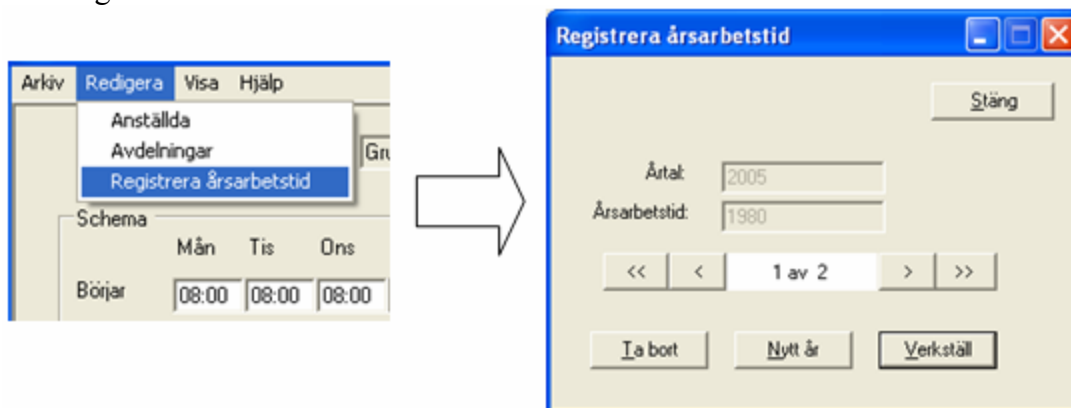 Registrera årsarbetstid
Arkiv Redigera Visa Hjälp
Anställda
Avdelningar
Registrera årsarbetstid
Schema
Mån Tis Ons
Börjar 08:00 08:00 08:00
Stäng
Årtal: 2005
Årsarbetstid: 1980
<< < 1 av 2 > >>
Ta bort Nytt år Verkställ